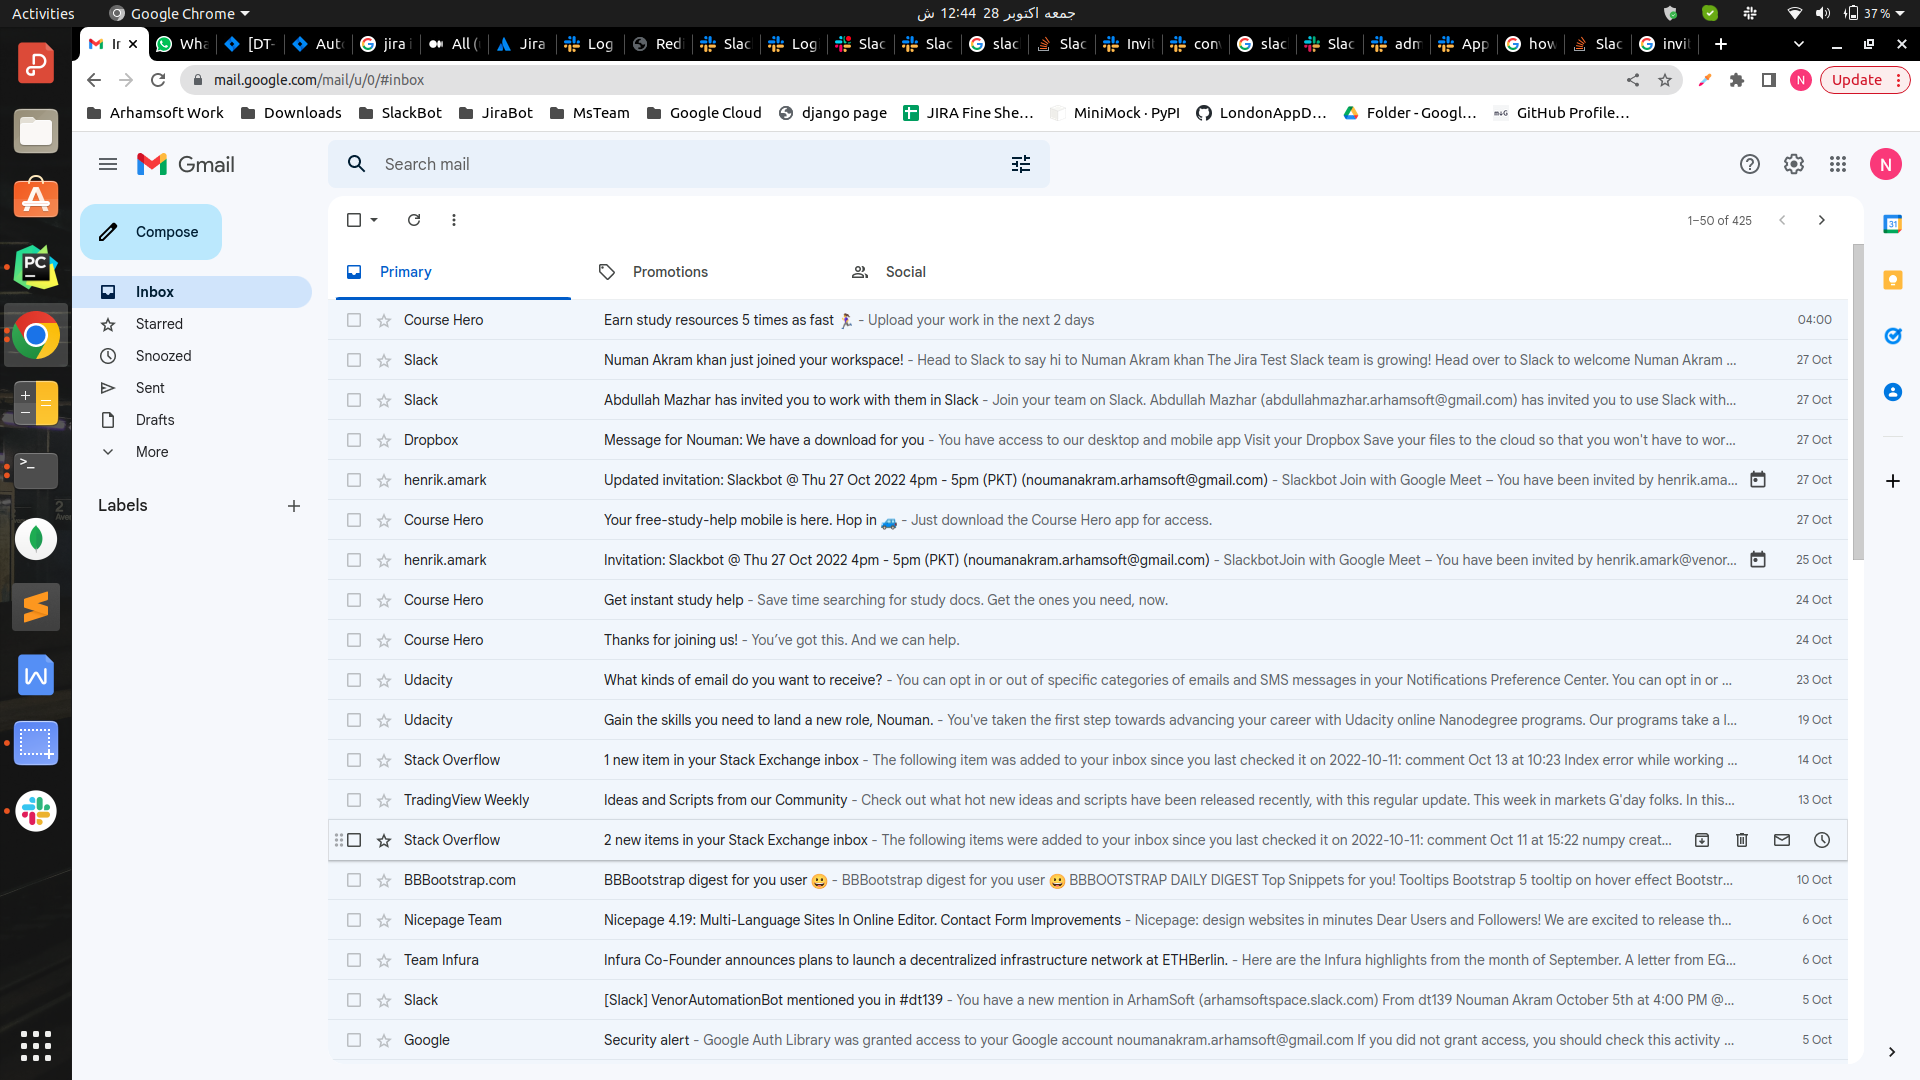 Activities
Google Chrome
جمعه اکتوبر 28 12:44 ش
37 %
Ir
Wha
[DT-
Auto
jira i
All (
Jira
Log
Redi
Slac
Log
Slac
Slac
slacl
Slac
Invit
con
slacl
Slac
adm
App
how
Slac
invit
mail.google.com/mail/u/0/#inbox
N
Update
Arhamsoft Work
Downloads
SlackBot
JiraBot
MsTeam
Google Cloud
django page
JIRA Fine She...
MiniMock · PyPI
LondonAppD...
Folder - Googl...
GitHub Profile...
Gmail
Search mail
N
Compose
1–50 of 425
Inbox
Starred
Snoozed
Sent
Drafts
More
Labels
Primary
Promotions
Social
Course Hero
Earn study resources 5 times as fast 🏃‍♀️ - Upload your work in the next 2 days
04:00
Slack
Numan Akram khan just joined your workspace! - Head to Slack to say hi to Numan Akram khan The Jira Test Slack team is growing! Head over to Slack to welcome Numan Akram ...
27 Oct
Slack
Abdullah Mazhar has invited you to work with them in Slack - Join your team on Slack. Abdullah Mazhar (abdullahmazhar.arhamsoft@gmail.com) has invited you to use Slack with...
27 Oct
Dropbox
Message for Nouman: We have a download for you - You have access to our desktop and mobile app Visit your Dropbox Save your files to the cloud so that you won't have to wor...
27 Oct
henrik.amark
Updated invitation: Slackbot @ Thu 27 Oct 2022 4pm - 5pm (PKT) (noumanakram.arhamsoft@gmail.com) - Slackbot Join with Google Meet – You have been invited by henrik.ama...
27 Oct
Course Hero
Your free-study-help mobile is here. Hop in 🚙 - Just download the Course Hero app for access.
27 Oct
henrik.amark
Invitation: Slackbot @ Thu 27 Oct 2022 4pm - 5pm (PKT) (noumanakram.arhamsoft@gmail.com) - SlackbotJoin with Google Meet – You have been invited by henrik.amark@venor...
25 Oct
Course Hero
Get instant study help - Save time searching for study docs. Get the ones you need, now.
24 Oct
Course Hero
Thanks for joining us! - You've got this. And we can help.
24 Oct
Udacity
What kinds of email do you want to receive? - You can opt in or out of specific categories of emails and SMS messages in your Notifications Preference Center. You can opt in or ...
23 Oct
Udacity
Gain the skills you need to land a new role, Nouman. - You've taken the first step towards advancing your career with Udacity online Nanodegree programs. Our programs take a l...
19 Oct
Stack Overflow
1 new item in your Stack Exchange inbox - The following item was added to your inbox since you last checked it on 2022-10-11: comment Oct 13 at 10:23 Index error while working ...
14 Oct
TradingView Weekly
Ideas and Scripts from our Community - Check out what hot new ideas and scripts have been released recently, with this regular update. This week in markets G'day folks. In this...
13 Oct
Stack Overflow
2 new items in your Stack Exchange inbox - The following items were added to your inbox since you last checked it on 2022-10-11: comment Oct 11 at 15:22 numpy creat...
BBBootstrap.com
BBBootstrap digest for you user 😀 - BBBootstrap digest for you user 😀 BBBOOTSTRAP DAILY DIGEST Top Snippets for you! Tooltips Bootstrap 5 tooltip on hover effect Bootstr...
10 Oct
Nicepage Team
Nicepage 4.19: Multi-Language Sites In Online Editor. Contact Form Improvements - Nicepage: design websites in minutes Dear Users and Followers! We are excited to release th...
6 Oct
Team Infura
Infura Co-Founder announces plans to launch a decentralized infrastructure network at ETHBerlin. - Here are the Infura highlights from the month of September. A letter from EG...
6 Oct
Slack
[Slack] VenorAutomationBot mentioned you in #dt139 - You have a new mention in ArhamSoft (arhamsoftspace.slack.com) From dt139 Nouman Akram October 5th at 4:00 PM @...
5 Oct
Google
Security alert - Google Auth Library was granted access to your Google account noumanakram.arhamsoft@gmail.com If you did not grant access, you should check this activity ...
5 Oct